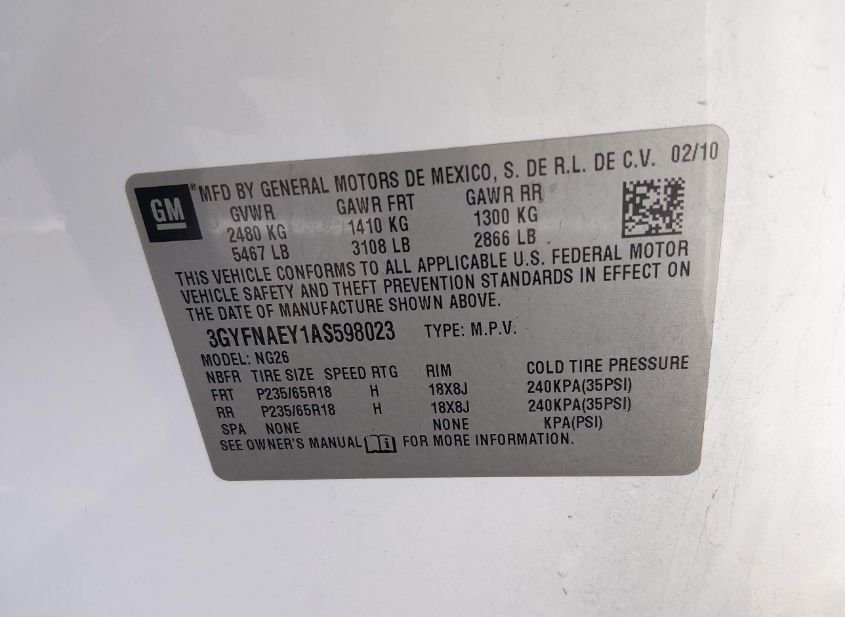 GM ® MFD BY GENERAL MOTORS DE MEXICO, S. DE R.L. DE C.V. 02/10
GVWR GAWR FRT GAWR RR
2480 KG 1410 KG 1300 KG
5467 LB 3108 LB 2866 LB
THIS VEHICLE CONFORMS TO ALL APPLICABLE U.S. FEDERAL MOTOR
VEHICLE SAFETY AND THEFT PREVENTION STANDARDS IN EFFECT ON
THE DATE OF MANUFACTURE SHOWN ABOVE.
3GYFNAEY1AS598023 TYPE: M.P.V.
MODEL: NG26
NBFR TIRE SIZE SPEED RTG RIM COLD TIRE PRESSURE
FRT P235/65R18 H 18X8J 240KPA(35PSI)
RR P235/65R18 H 18X8J 240KPA(35PSI)
SPA NONE NONE KPA(PSI)
SEE OWNER'S MANUAL i FOR MORE INFORMATION.